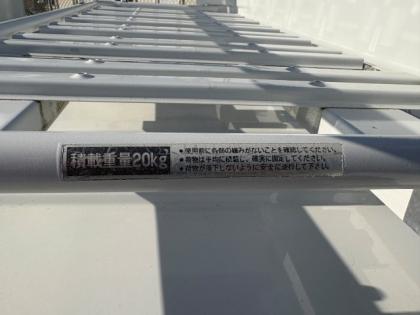 積載重量20kg
●使用前に各部の緩みがないことを確認してください。
●荷物は平均に積載し、確実に固定してください。
●荷物が落下しないように安全に走行して下さい。